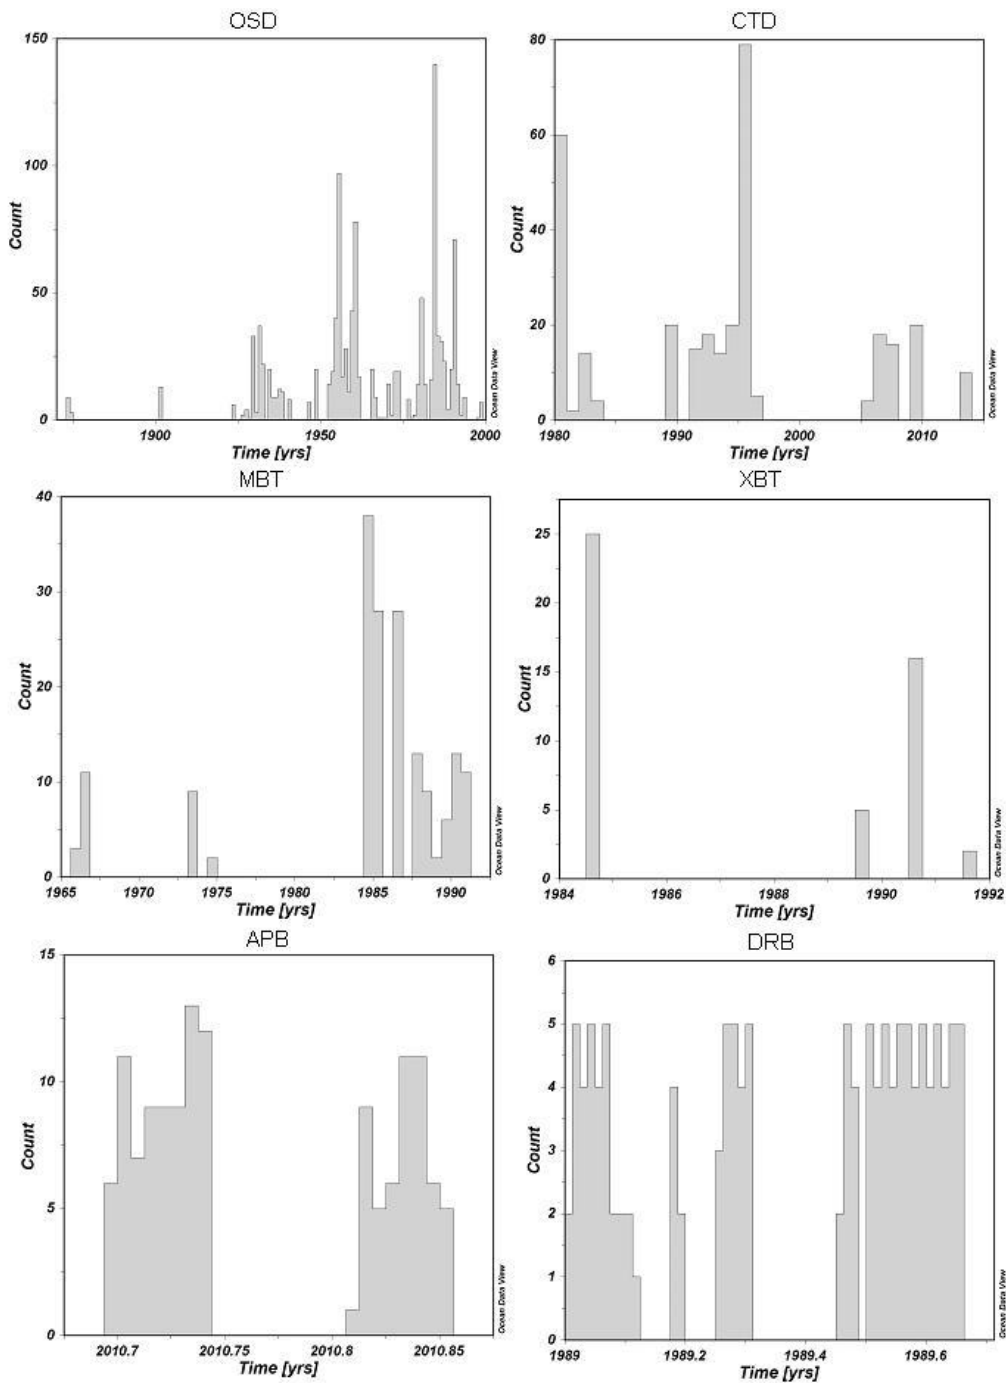 OSD
150
100
50
0
Count
1900
1950
2000
Time [yrs]
Ocean Data View
CTD
80
60
40
20
0
Count
1980
1990
2000
2010
Time [yrs]
Ocean Data View
MBT
40
30
20
10
0
Count
1965
1970
1975
1980
1985
1990
Time [yrs]
Ocean Data View
XBT
25
20
15
10
5
0
Count
1984
1986
1988
1990
1992
Time [yrs]
Ocean Data View
APB
15
10
5
0
Count
2010.7
2010.75
2010.8
2010.85
Time [yrs]
Ocean Data View
DRB
6
5
4
3
2
1
0
Count
1989
1989.2
1989.4
1989.6
Time [yrs]
Ocean Data View